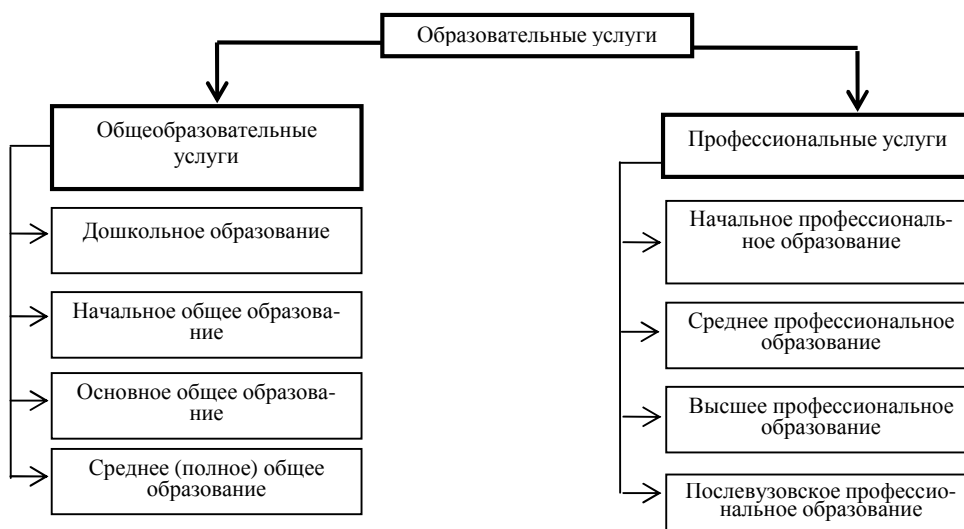 Образовательные услуги
Общеобразовательные
услуги
Дошкольное образование
Начальное общее образова-
ние
Основное общее образова-
ние
Среднее (полное) общее
образование
Профессиональные услуги
Начальное профессиональ-
ное образование
Среднее профессиональное
образование
Высшее профессиональное
образование
Послевузовское профессио-
нальное образование